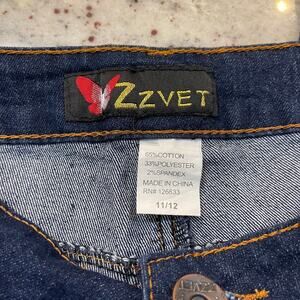 ZZVET
65%COTTON
33%POLYESTER
2%SPANDEX
MADE IN CHINA
RN# 126833
11/12